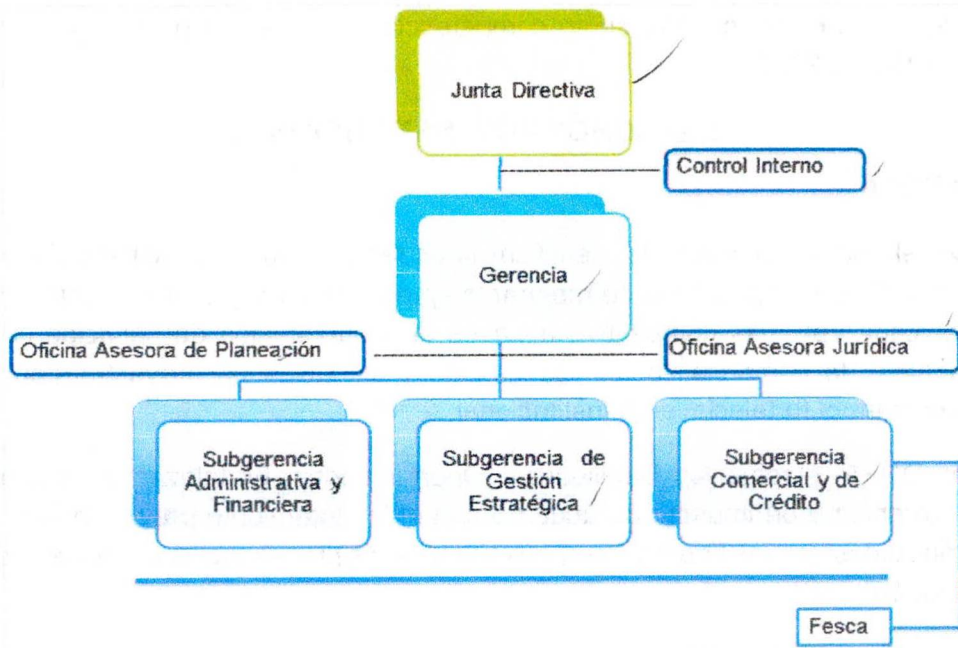 Junta Directiva
Control Interno
Gerencia
Oficina Asesora de Planeación
Oficina Asesora Jurídica
Subgerencia
Administrativa y
Financiera
Subgerencia de
Gestión
Estratégica
Subgerencia
Comercial y de
Crédito
Fesca